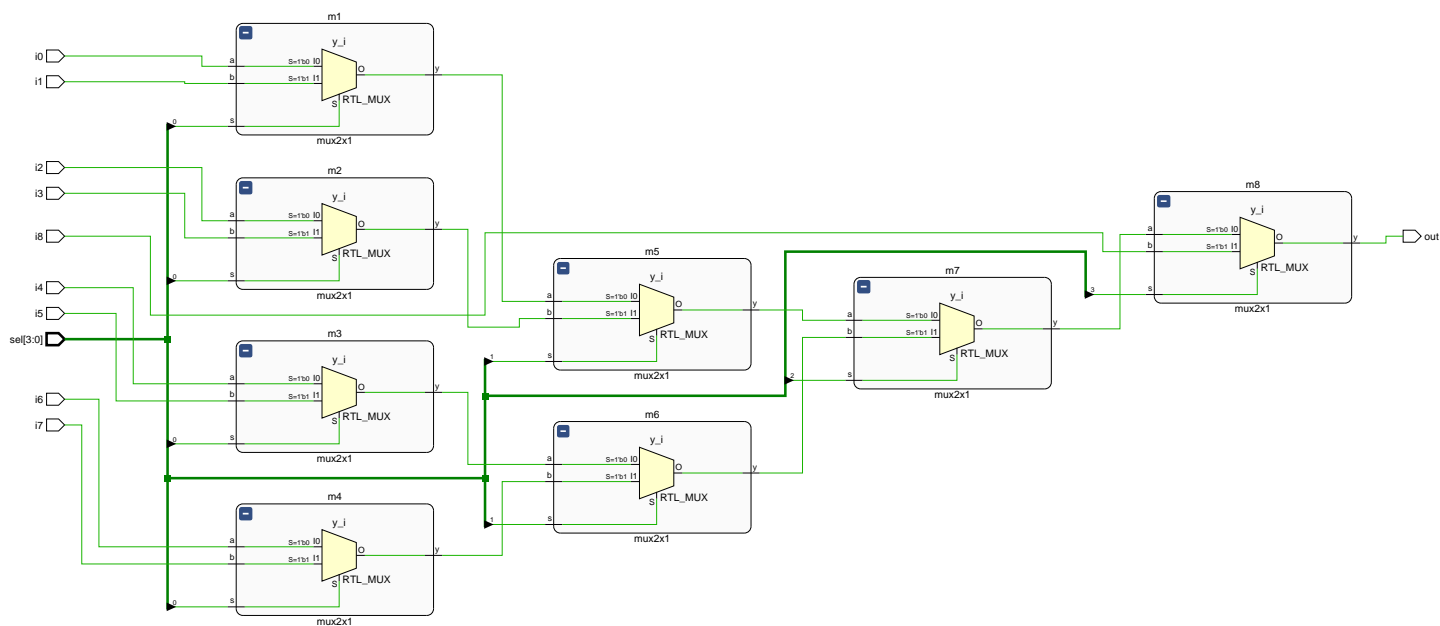 m1
y_i
i0
a
S=1'b0 I0
O
y
i1
b
S=1'b1 I1
S
RTL_MUX
0
s
mux2x1
i2
m2
y_i
i3
a
S=1'b0 I0
O
y
b
S=1'b1 I1
i8
S
RTL_MUX
0
s
mux2x1
i4
i5
sel[3:0]
m3
y_i
a
S=1'b0 I0
O
y
i6
b
S=1'b1 I1
S
RTL_MUX
i7
0
s
mux2x1
m4
y_i
a
S=1'b0 I0
O
y
b
S=1'b1 I1
S
RTL_MUX
0
s
mux2x1
m5
y_i
a
S=1'b0 I0
O
y
b
S=1'b1 I1
S
RTL_MUX
1
s
mux2x1
m6
y_i
a
S=1'b0 I0
O
y
b
S=1'b1 I1
S
RTL_MUX
1
s
mux2x1
m7
y_i
a
S=1'b0 I0
O
y
b
S=1'b1 I1
S
RTL_MUX
2
s
mux2x1
m8
y_i
a
S=1'b0 I0
O
y
out
b
S=1'b1 I1
S
RTL_MUX
3
s
mux2x1